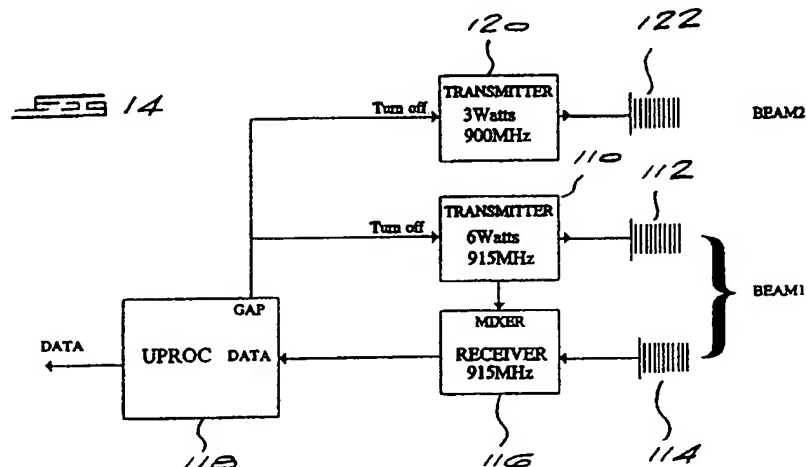 120
122
FIG 14
TRANSMITTER
3Watts
900MHz
Turn off
BEAM2
110
112
TRANSMITTER
6Watts
915MHz
Turn off
BEAM1
GAP
MIXER
DATA
UPROC
DATA
RECEIVER
915MHz
118
116
114